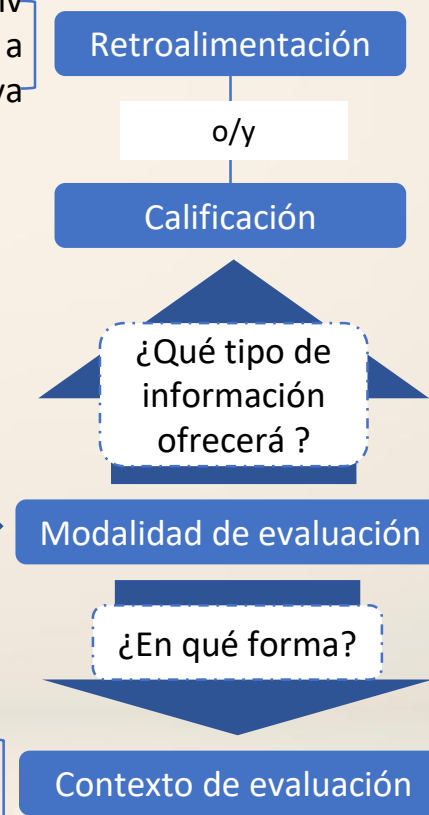 a
Retroalimentación
o/y
Calificación
¿Qué tipo de
información
ofrecerá ?
Modalidad de evaluación
¿En qué forma?
Contexto de evaluación